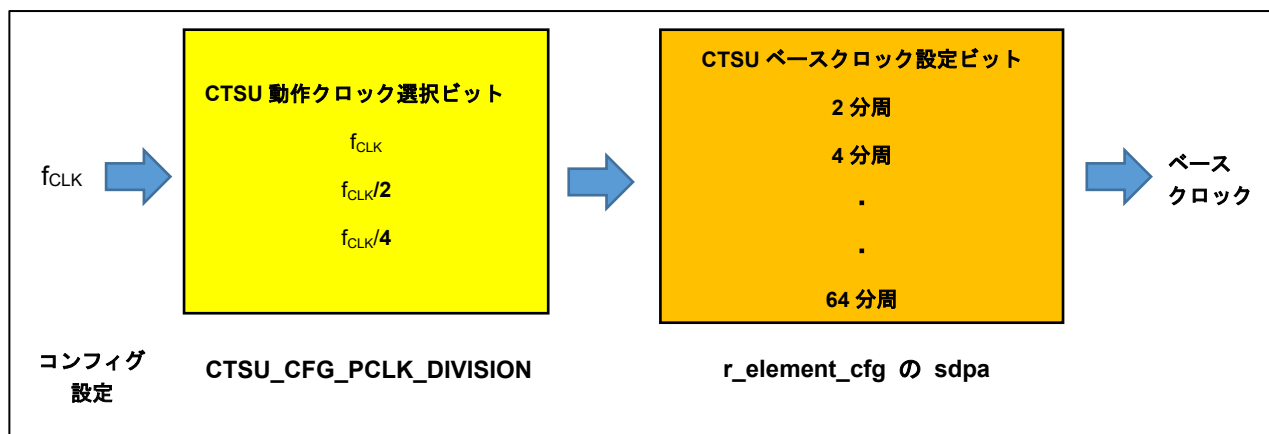 fCLK
CTSU 動作クロック選択ビット
fCLK
fCLK/2
fCLK/4
CTSU ベースクロック設定ビット
2 分周
4 分周
・
・
64 分周
ベース
クロック
コンフィグ
設定
CTSU_CFG_PCLK_DIVISION
r_element_cfg の sdpa